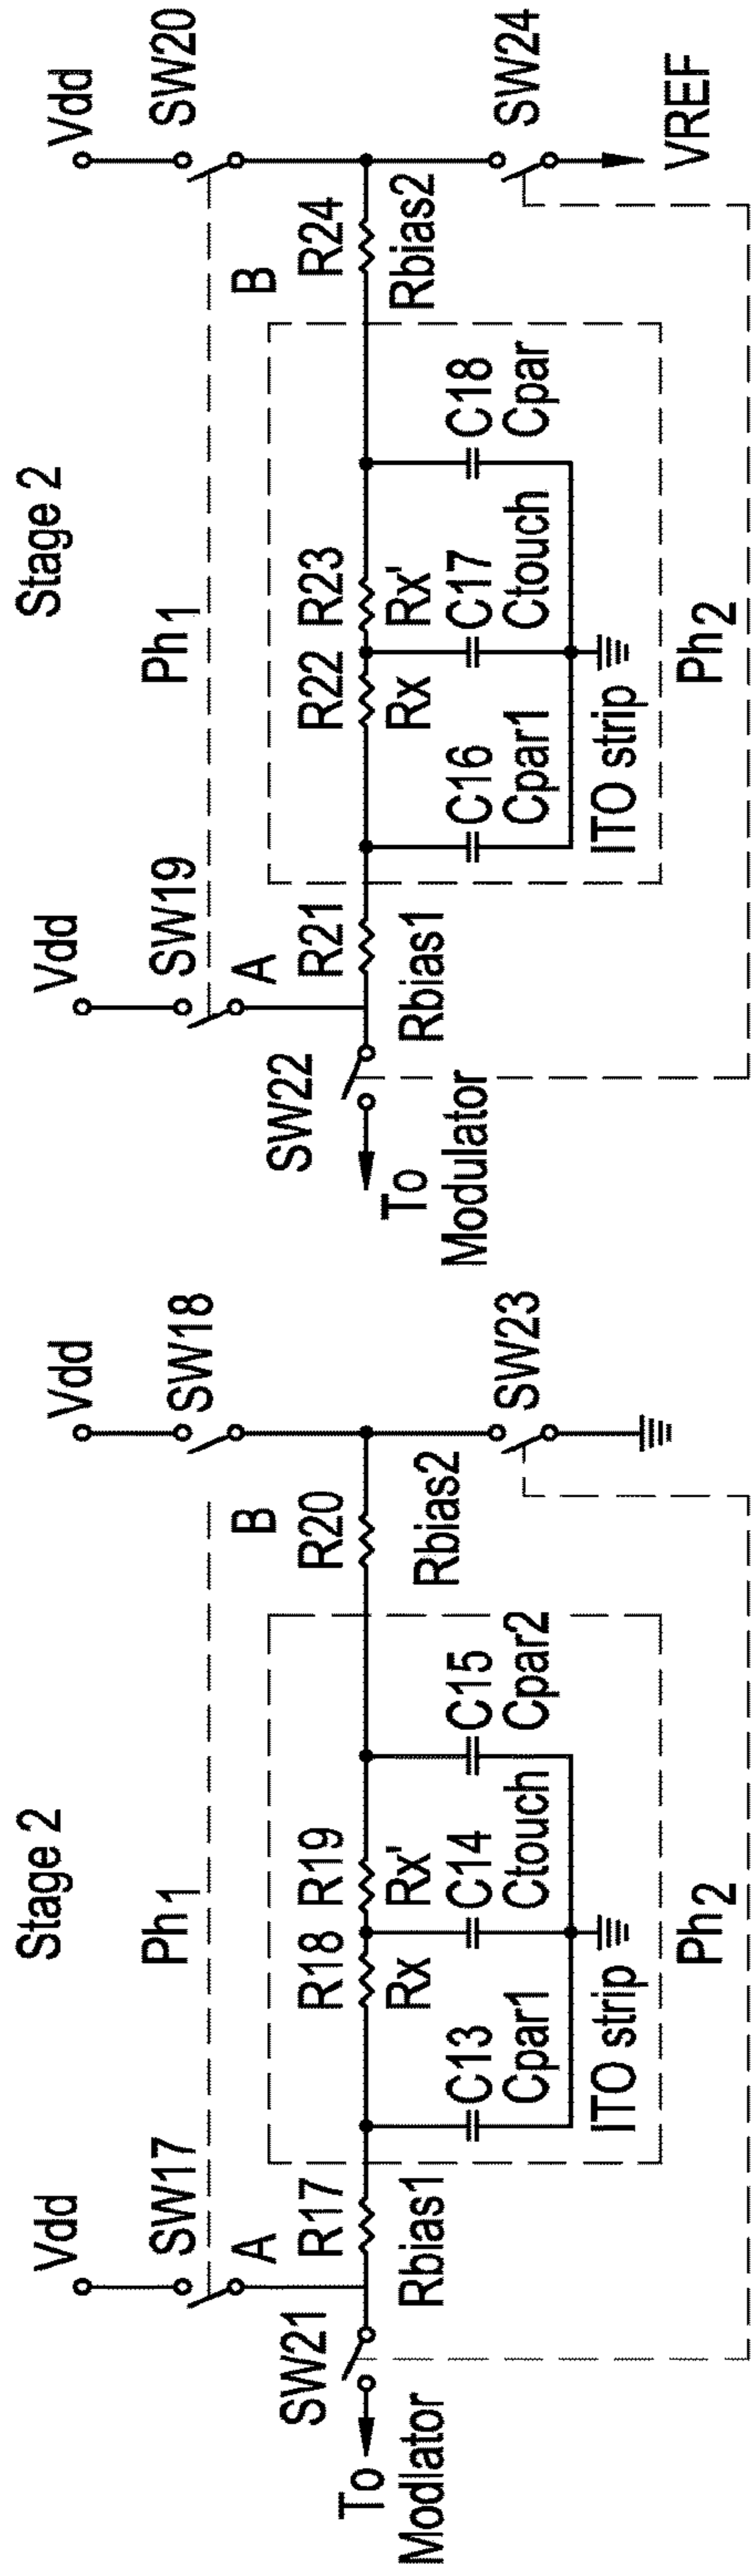 Stage 2
Vdd
Vdd
SW17
Ph1
SW18
A
B
SW21
R17
R18
R19
R20
To
Modlator
Rbias1
Rx
Rx'
Rbias2
C13
Cpar1
C14
Ctouch
C15
Cpar2
SW23
ITO strip
Ph2
Stage 2
Vdd
Vdd
SW19
Ph1
SW20
A
B
SW22
R21
R22
R23
R24
To
Modulator
Rbias1
Rx
Rx'
Rbias2
C16
Cpar1
C17
Ctouch
C18
Cpar
SW24
ITO strip
Ph2
VREF